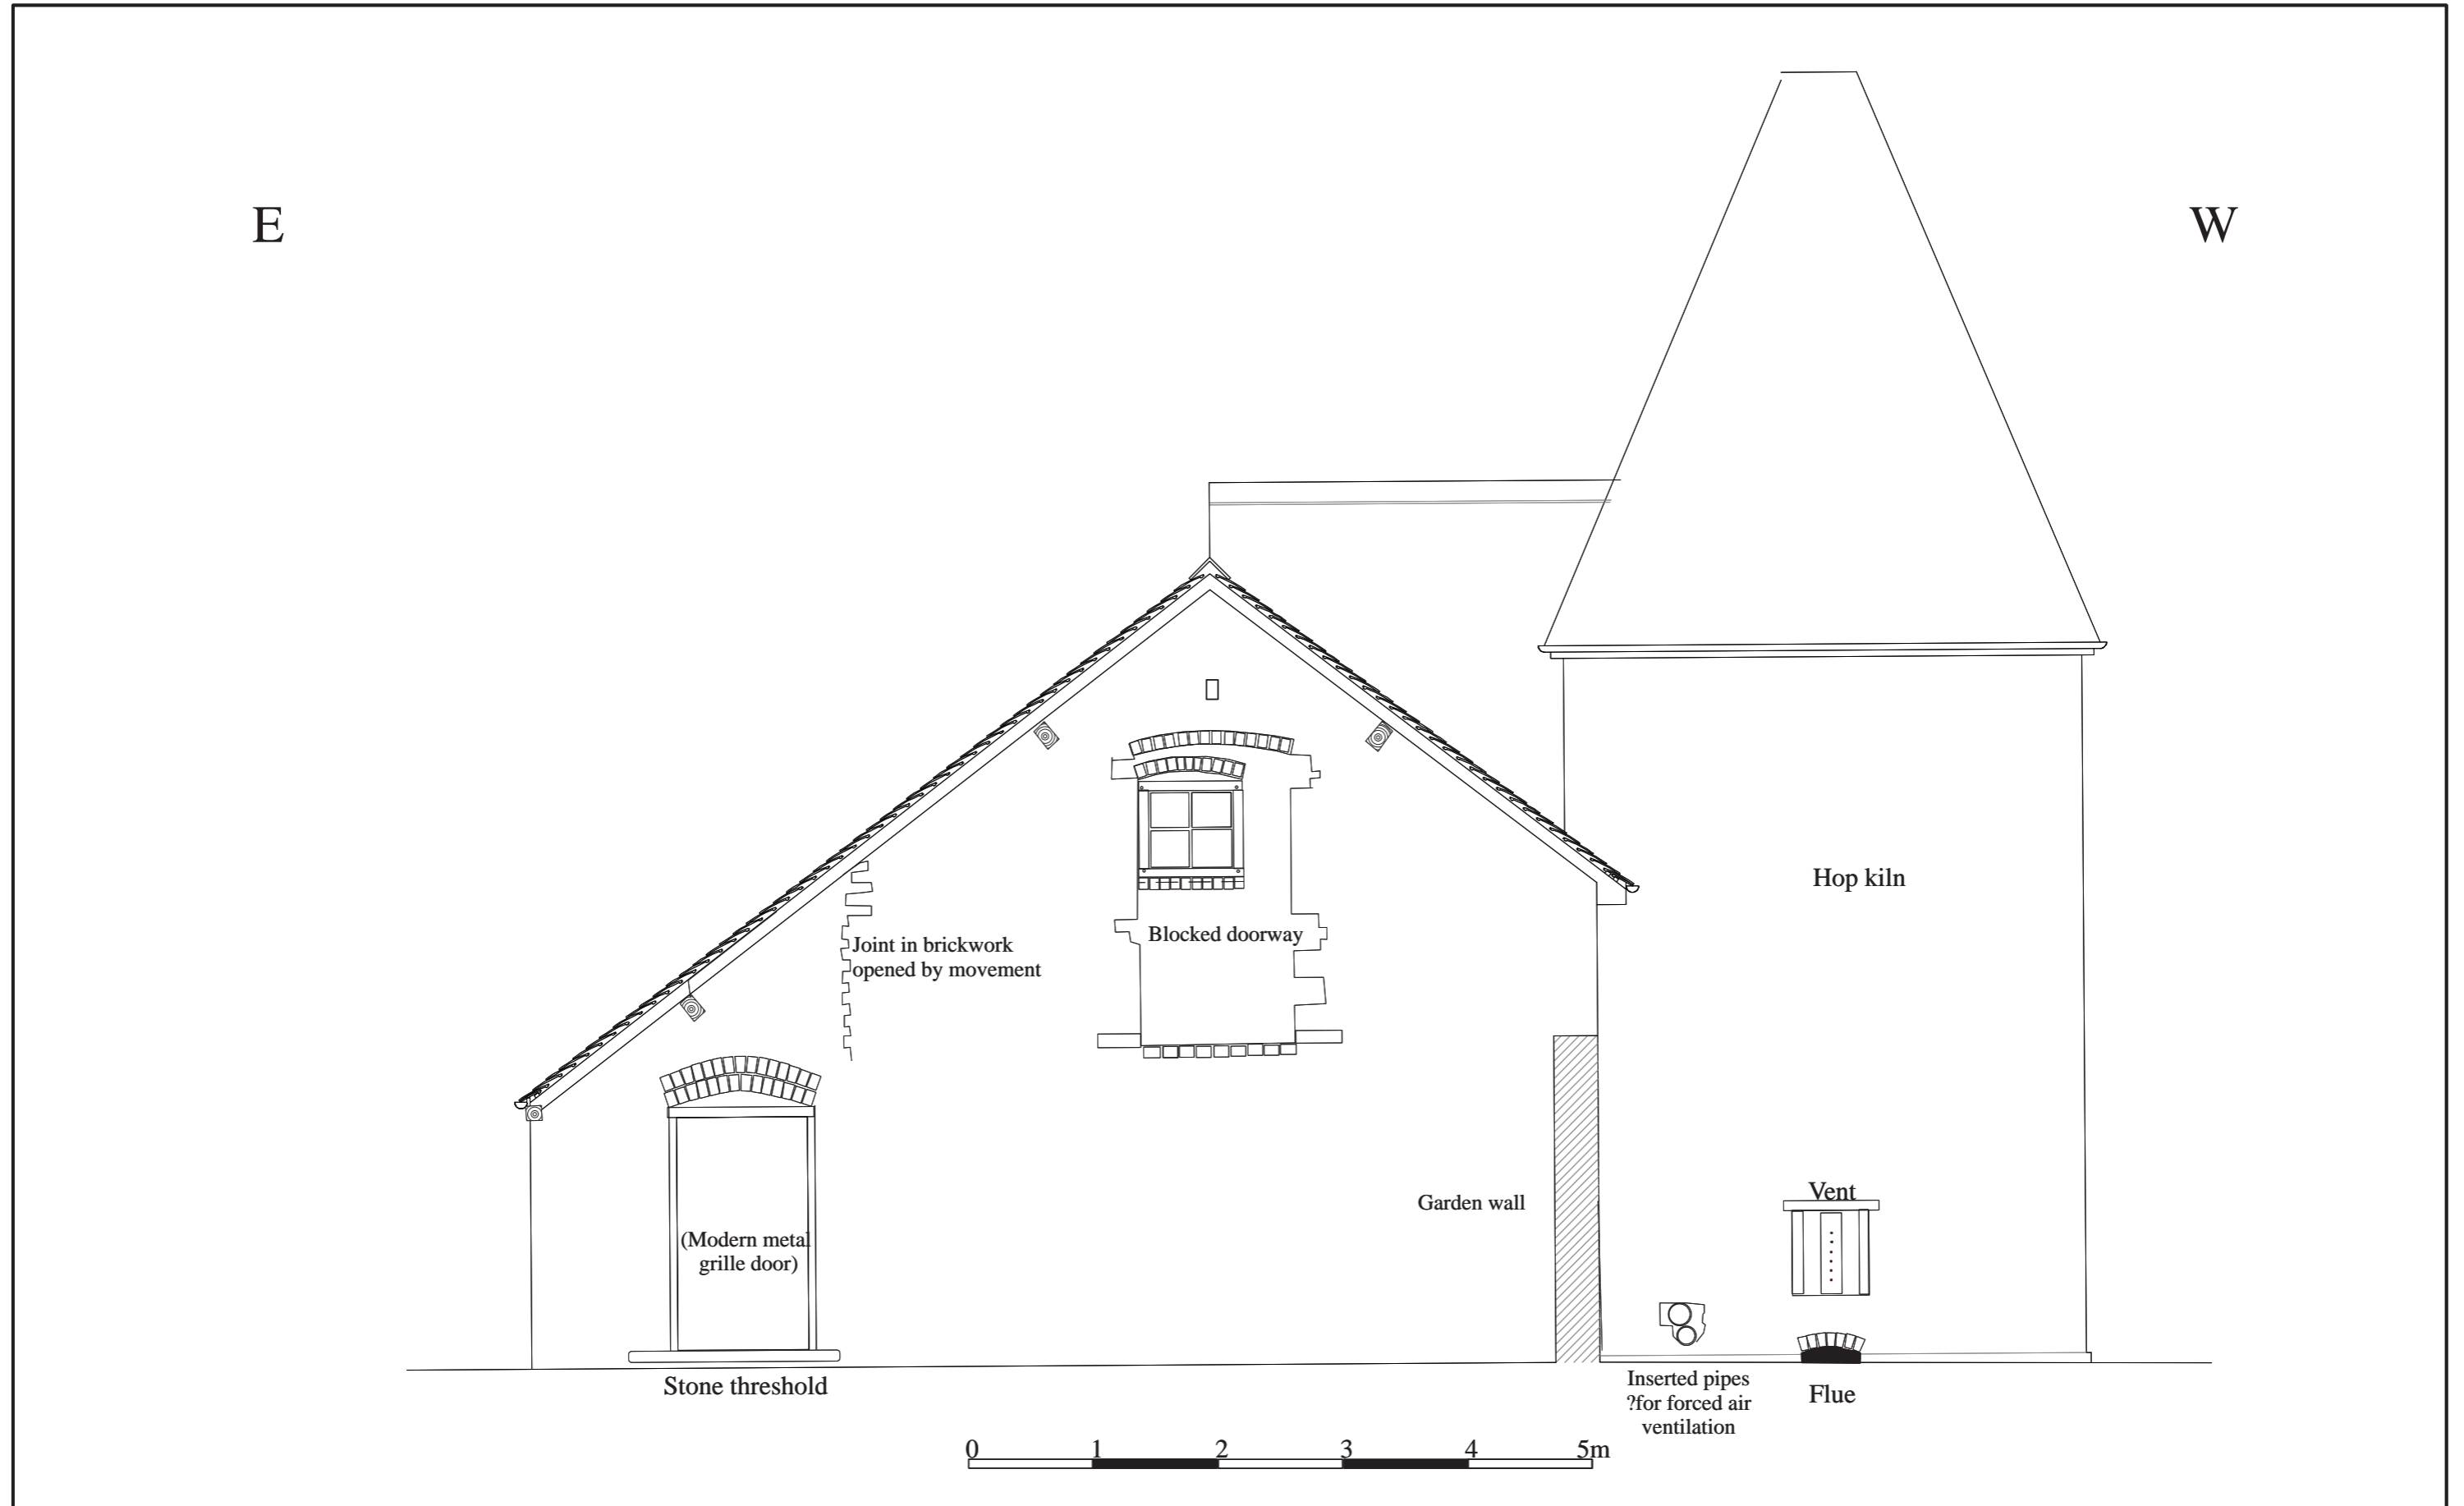 E
W
Hop kiln
Joint in brickwork
opened by movement
Blocked doorway
Vent
Garden wall
(Modern metal
grille door)
Stone threshold
Inserted pipes
?for forced air
ventilation
Flue
0 1 2 3 4 5m